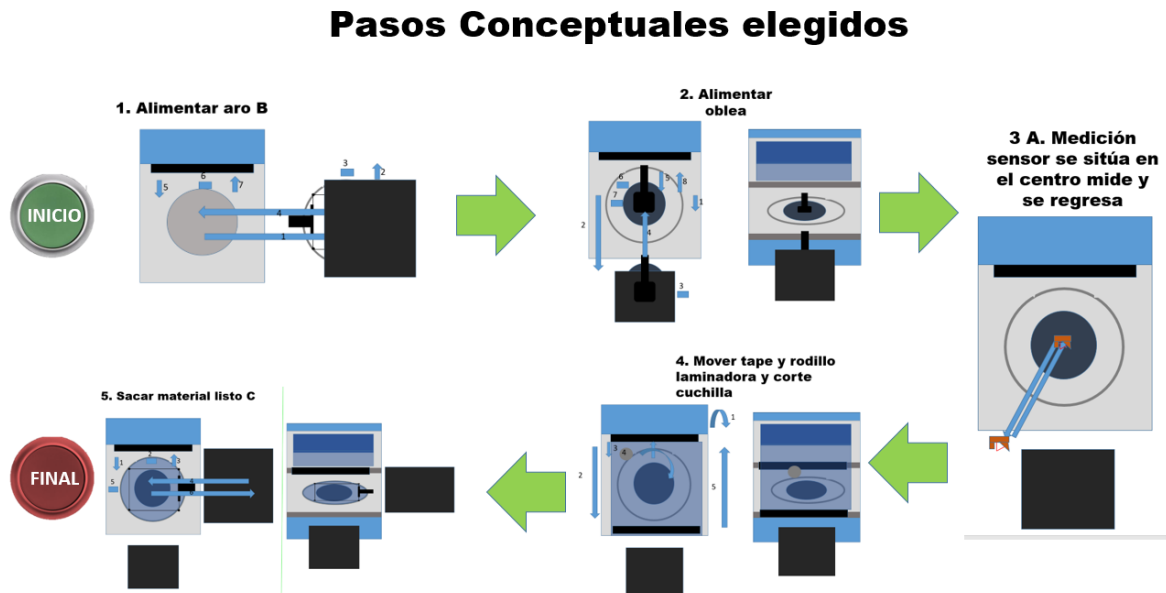 Pasos Conceptuales elegidos
1. Alimentar aro B
3
2
5
6
7
4
1
INICIO
2. Alimentar
oblea
6
5
8
7
1
2
4
3
3 A. Medición
sensor se sitúa en
el centro mide y
se regresa
4. Mover tape y rodillo
laminadora y corte
cuchilla
1
3
4
2
5
5. Sacar material listo C
2
1
3
5
FINAL